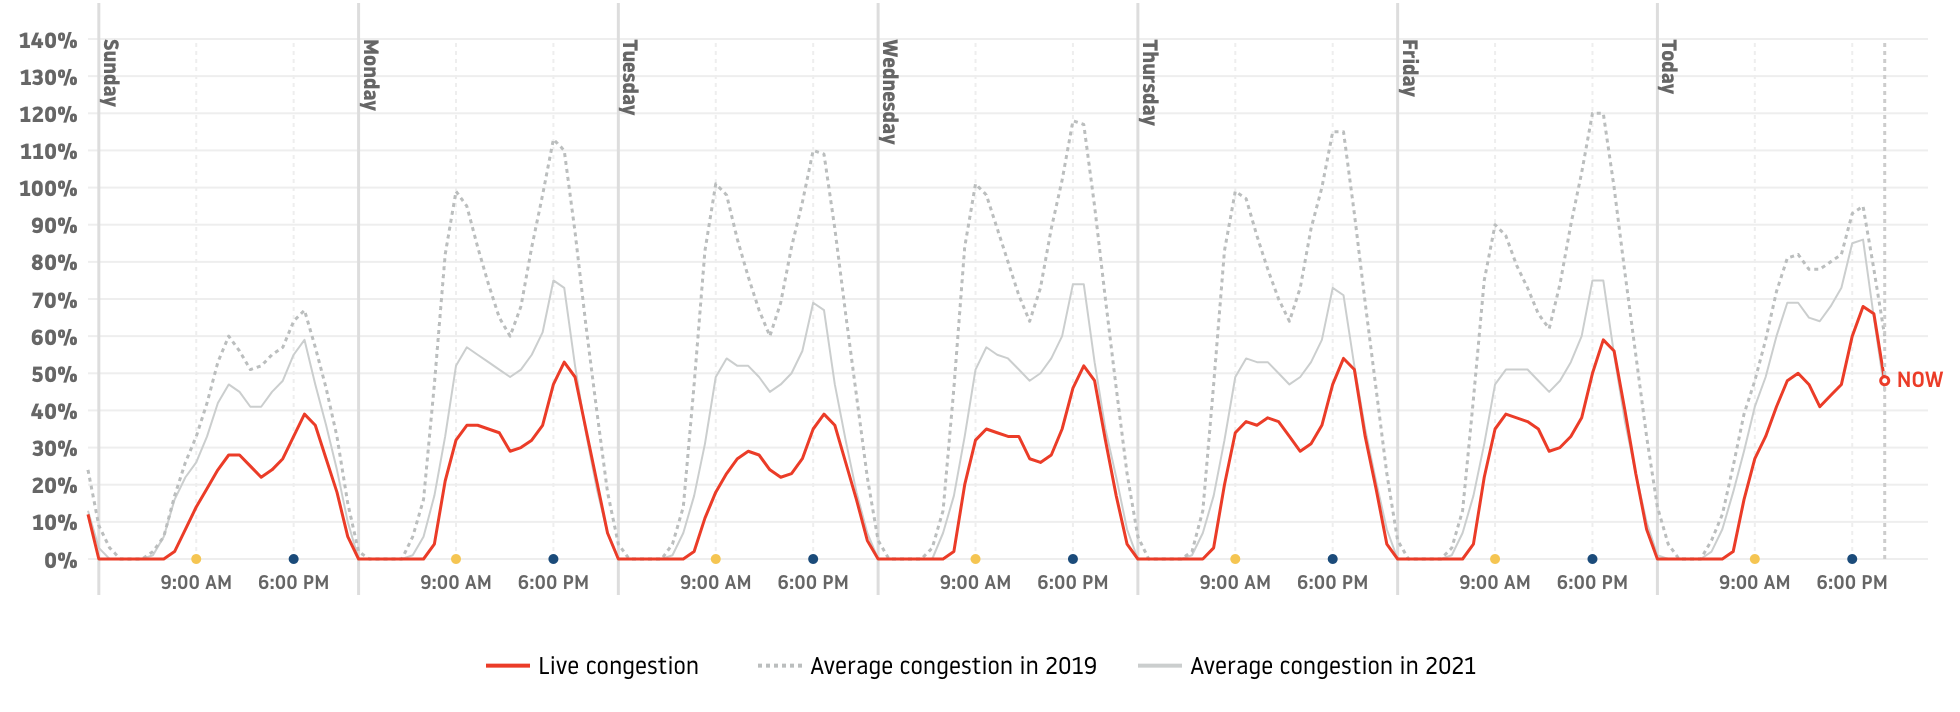 140%
130%
120%
110%
100%
90%
80%
70%
60%
50%
40%
30%
20%
10%
0%
Sunday
Monday
Tuesday
Wednesday
Thursday
Friday
Today
NOW
9:00 AM 6:00 PM 9:00 AM 6:00 PM 9:00 AM 6:00 PM 9:00 AM 6:00 PM 9:00 AM 6:00 PM 9:00 AM 6:00 PM 9:00 AM 6:00 PM
Live congestion Average congestion in 2019 Average congestion in 2021